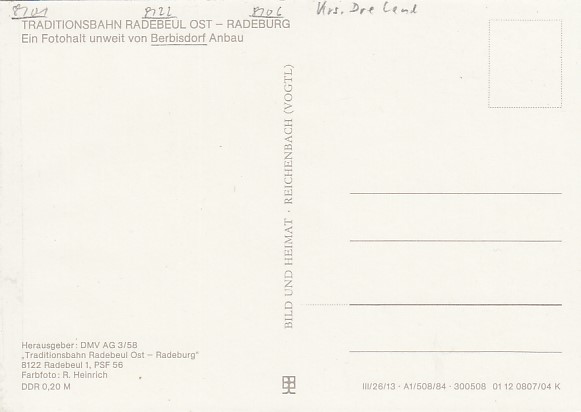 8101 8122 8106 Krs. Dre Land
TRADITIONSBAHN RADEBEUL OST – RADEBURG
Ein Fotohalt unweit von Berbisdorf Anbau
BILD UND HEIMAT · REICHENBACH (VOGTL)
Herausgeber: DMV AG 3/58
„Traditionsbahn Radebeul Ost – Radeburg"
8122 Radebeul 1, PSF 56
Farbfoto: R. Heinrich
DDR 0,20 M
III/26/13 · A1/508/84 · 300508 01 12 0807/04 K